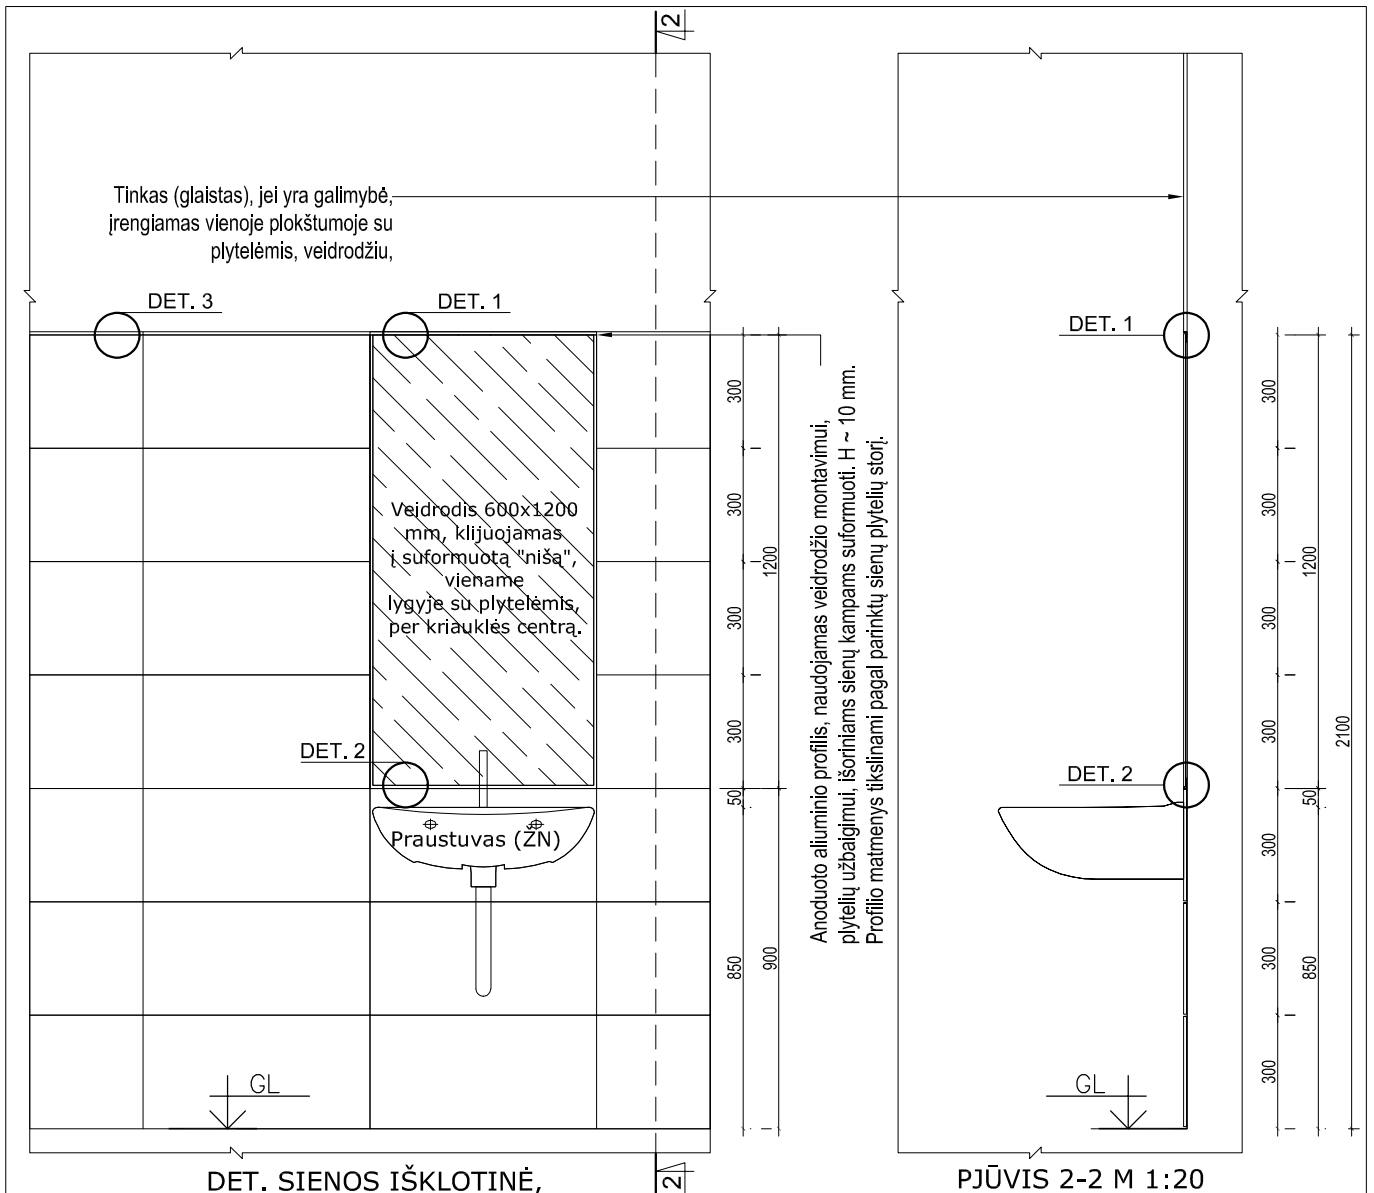 2
Tinkas (glaistas), jei yra galimybė,
įrengiamas vienoje plokštumoje su
plytelėmis, veidrodžiu,
DET. 3
DET. 1
DET. 1
Veidrodis 600x1200
mm, klijuojamas
į suformuotą "nišą",
viename
lygyje su plytelėmis,
per kriauklės centrą.
DET. 2
DET. 2
Praustuvas (ŽN)
300
300
300
300
50
850
1200
900
Anoduoto aliuminio profilis, naudojamas veidrodžio montavimui,
plytelių užbaigimui, išoriniams sienų kampams suformuoti. H ~ 10 mm.
Profilio matmenys tikslinami pagal parinktų sienų plytelių storį.
300
300
300
300
50
300
300
300
1200
850
2100
GL
GL
DET. SIENOS IŠKLOTINĖ,
2
PJŪVIS 2-2 M 1:20